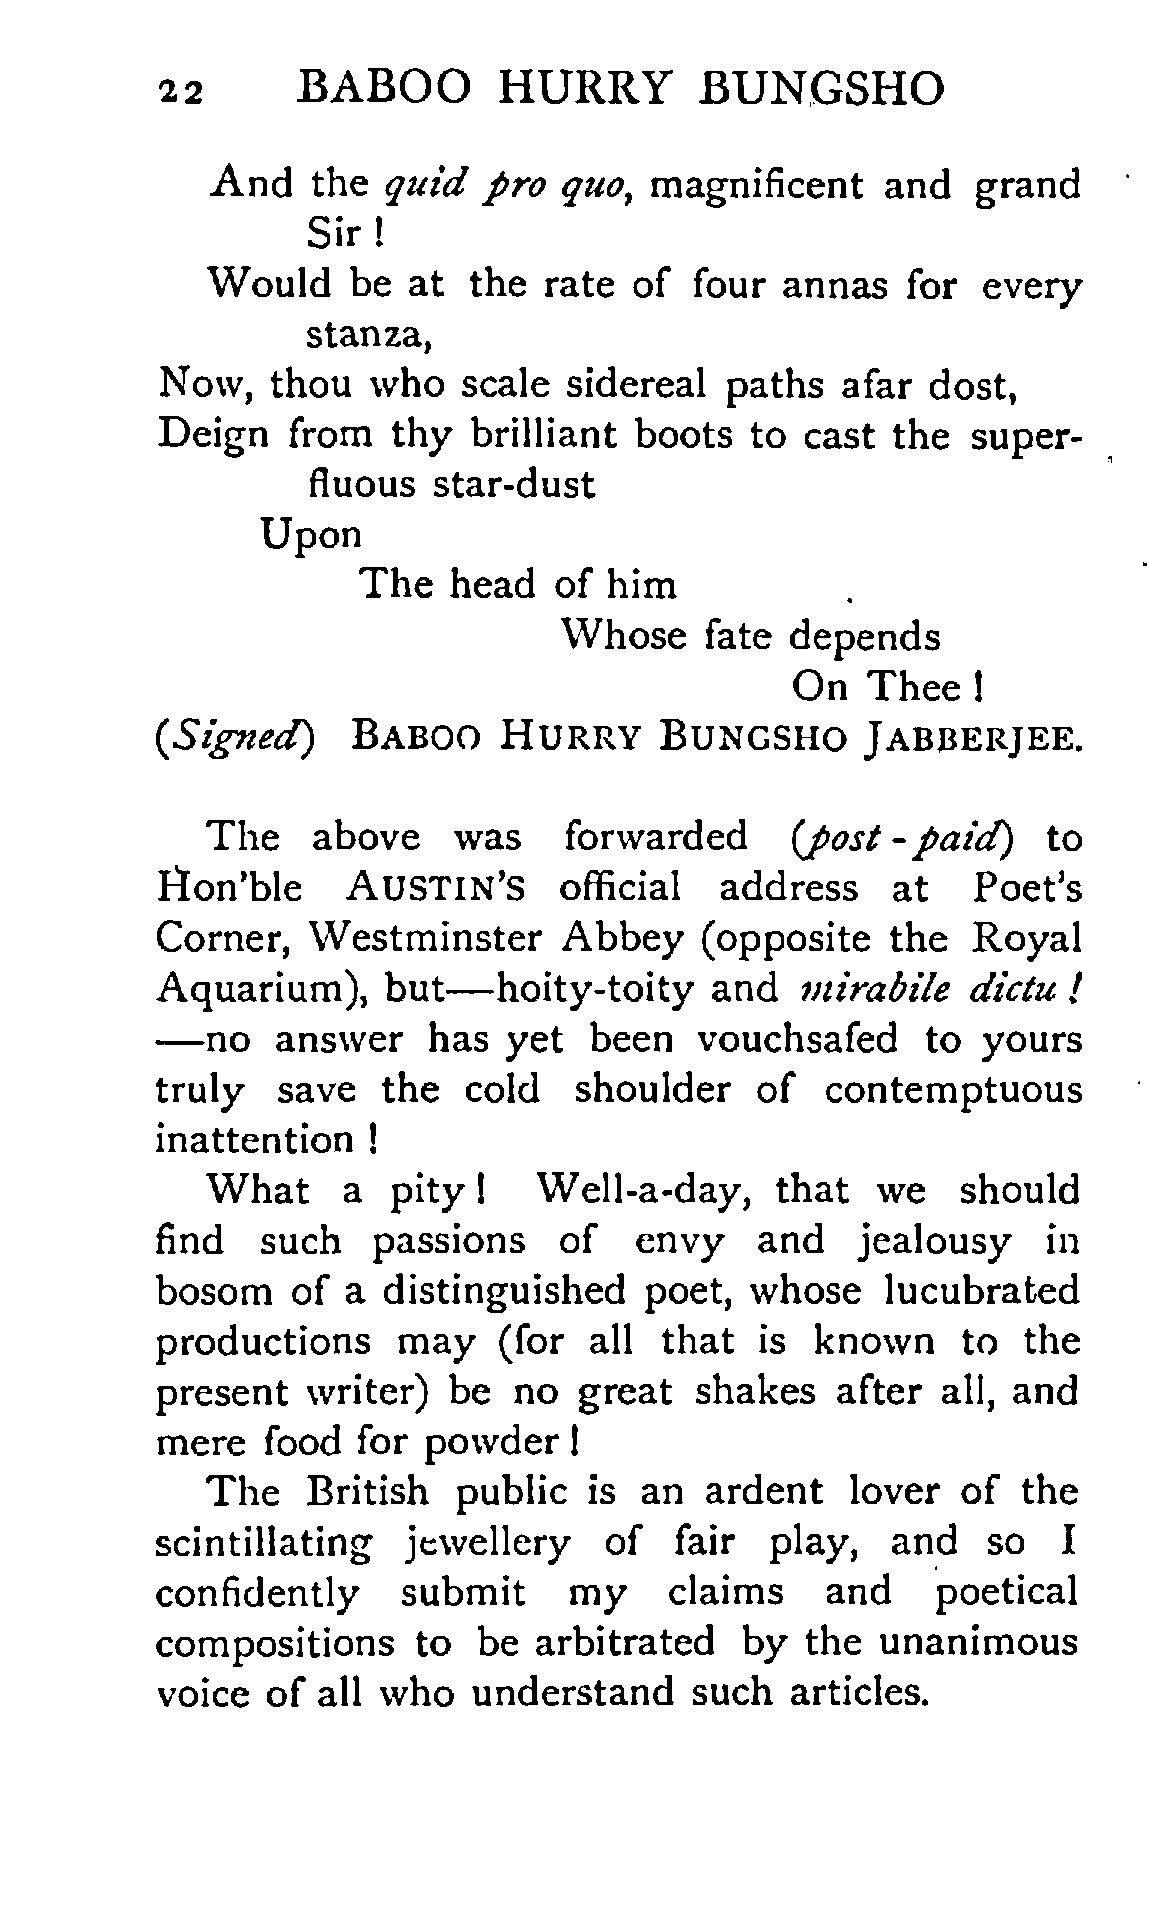 22 BABOO HURRY BUNGSHO
And the quid pro quo, magnificent and grand
Sir !
Would be at the rate of four annas for every
stanza,
Now, thou who scale sidereal paths afar dost,
Deign from thy brilliant boots to cast the super-
fluous star-dust
Upon
The head of him
Whose fate depends
On Thee !
(Signed) BABOO HURRY BUNGSHO JABBERJEE.
The above was forwarded (post-paid) to
Hon'ble AUSTIN'S official address at Poet's
Corner, Westminster Abbey (opposite the Royal
Aquarium), but—hoity-toity and mirabile dictu !
—no answer has yet been vouchsafed to yours
truly save the cold shoulder of contemptuous
inattention !
What a pity ! Well-a-day, that we should
find such passions of envy and jealousy in
bosom of a distinguished poet, whose lucubrated
productions may (for all that is known to the
present writer) be no great shakes after all, and
mere food for powder !
The British public is an ardent lover of the
scintillating jewellery of fair play, and so I
confidently submit my claims and poetical
compositions to be arbitrated by the unanimous
voice of all who understand such articles.